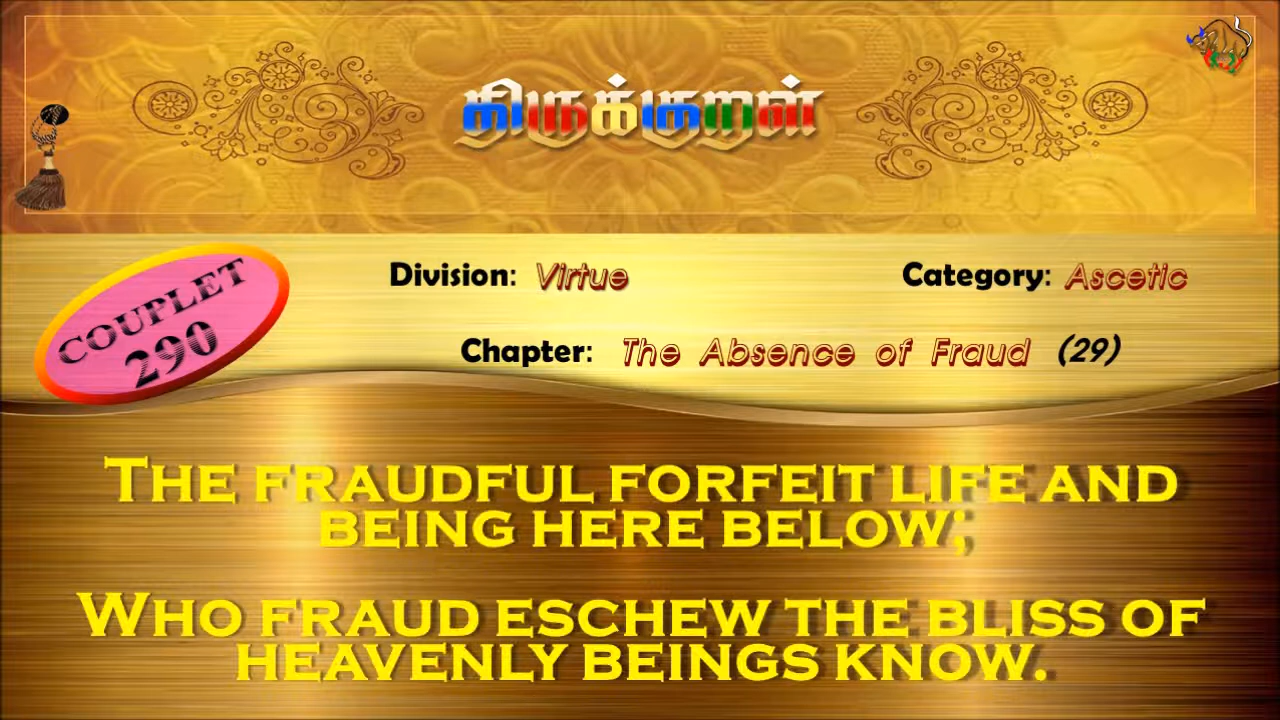 திருக்குறள்
COUPLET
290
Division: Virtue
Category: Ascetic
Chapter: The Absence of Fraud (29)
THE FRAUDFUL FORFEIT LIFE AND
BEING HERE BELOW;
WHO FRAUD ESCHEW THE BLISS OF
HEAVENLY BEINGS KNOW.